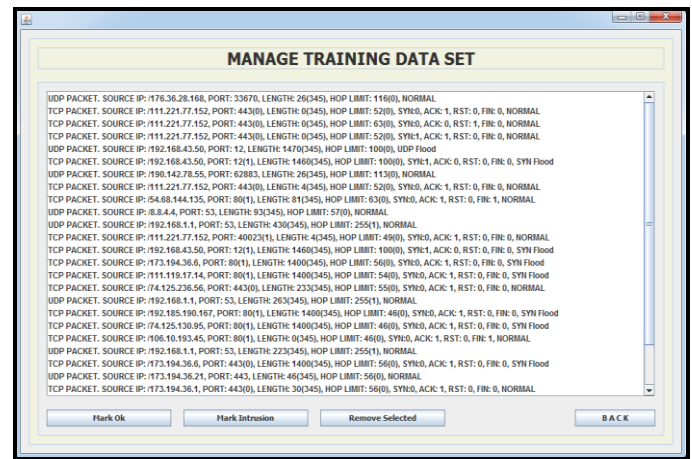 MANAGE TRAINING DATA SET
UDP PACKET. SOURCE IP: /176.36.28.168, PORT: 33670, LENGTH: 26(345), HOP LIMIT: 116(0), NORMAL
TCP PACKET. SOURCE IP: /111.221.77.152, PORT: 443(0), LENGTH: 0(345), HOP LIMIT: 52(0), SYN:0, ACK: 1, RST: 0, FIN: 0, NORMAL
TCP PACKET. SOURCE IP: /111.221.77.152, PORT: 443(0), LENGTH: 0(345), HOP LIMIT: 63(0), SYN:0, ACK: 0, RST: 1, FIN: 0, NORMAL
TCP PACKET. SOURCE IP: /111.221.77.152, PORT: 443(0), LENGTH: 0(345), HOP LIMIT: 52(0), SYN:0, ACK: 1, RST: 0, FIN: 0, NORMAL
UDP PACKET. SOURCE IP: /192.168.43.50, PORT: 12, LENGTH: 1470(345), HOP LIMIT: 100(0), UDP Flood
TCP PACKET. SOURCE IP: /192.168.43.50, PORT: 12(1), LENGTH: 1460(345), HOP LIMIT: 100(0), SYN:1, ACK: 0, RST: 0, FIN: 0, SYN Flood
UDP PACKET. SOURCE IP: /190.142.78.55, PORT: 62883, LENGTH: 26(345), HOP LIMIT: 113(0), NORMAL
TCP PACKET. SOURCE IP: /111.221.77.152, PORT: 443(0), LENGTH: 4(345), HOP LIMIT: 52(0), SYN:0, ACK: 1, RST: 0, FIN: 0, NORMAL
TCP PACKET. SOURCE IP: /54.68.144.135, PORT: 80(1), LENGTH: 81(345), HOP LIMIT: 63(0), SYN:0, ACK: 1, RST: 0, FIN: 1, NORMAL
UDP PACKET. SOURCE IP: /8.8.4.4, PORT: 53, LENGTH: 93(345), HOP LIMIT: 57(0), NORMAL
UDP PACKET. SOURCE IP: /192.168.1.1, PORT: 53, LENGTH: 430(345), HOP LIMIT: 255(1), NORMAL
TCP PACKET. SOURCE IP: /111.221.77.152, PORT: 40023(1), LENGTH: 4(345), HOP LIMIT: 49(0), SYN:0, ACK: 1, RST: 0, FIN: 0, NORMAL
TCP PACKET. SOURCE IP: /192.168.43.50, PORT: 12(1), LENGTH: 1460(345), HOP LIMIT: 100(0), SYN:1, ACK: 0, RST: 0, FIN: 0, SYN Flood
TCP PACKET. SOURCE IP: /173.194.36.6, PORT: 80(1), LENGTH: 1400(345), HOP LIMIT: 56(0), SYN:0, ACK: 1, RST: 0, FIN: 0, SYN Flood
TCP PACKET. SOURCE IP: /111.119.17.14, PORT: 80(1), LENGTH: 1400(345), HOP LIMIT: 54(0), SYN:0, ACK: 1, RST: 0, FIN: 0, SYN Flood
TCP PACKET. SOURCE IP: /74.125.236.56, PORT: 443(0), LENGTH: 233(345), HOP LIMIT: 55(0), SYN:0, ACK: 1, RST: 0, FIN: 0, NORMAL
UDP PACKET. SOURCE IP: /192.168.1.1, PORT: 53, LENGTH: 263(345), HOP LIMIT: 255(1), NORMAL
TCP PACKET. SOURCE IP: /192.185.190.167, PORT: 80(1), LENGTH: 1400(345), HOP LIMIT: 46(0), SYN:0, ACK: 1, RST: 0, FIN: 0, SYN Flood
TCP PACKET. SOURCE IP: /74.125.130.95, PORT: 80(1), LENGTH: 1400(345), HOP LIMIT: 46(0), SYN:0, ACK: 1, RST: 0, FIN: 0, SYN Flood
TCP PACKET. SOURCE IP: /106.10.193.45, PORT: 80(1), LENGTH: 0(345), HOP LIMIT: 46(0), SYN:0, ACK: 1, RST: 0, FIN: 1, NORMAL
UDP PACKET. SOURCE IP: /192.168.1.1, PORT: 53, LENGTH: 223(345), HOP LIMIT: 255(1), NORMAL
TCP PACKET. SOURCE IP: /173.194.36.6, PORT: 443(0), LENGTH: 1400(345), HOP LIMIT: 56(0), SYN:0, ACK: 1, RST: 0, FIN: 0, SYN Flood
UDP PACKET. SOURCE IP: /173.194.36.21, PORT: 443, LENGTH: 46(345), HOP LIMIT: 56(0), NORMAL
TCP PACKET. SOURCE IP: /173.194.36.1, PORT: 443(0), LENGTH: 30(345), HOP LIMIT: 56(0), SYN:0, ACK: 1, RST: 0, FIN: 0, NORMAL
Mark Ok Mark Intrusion Remove Selected B A C K